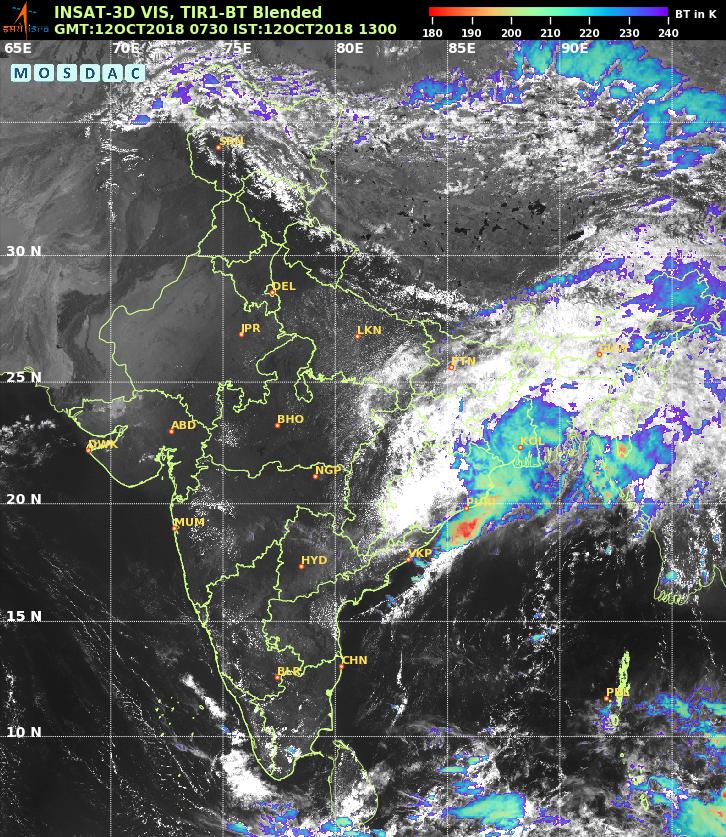 INSAT-3D VIS, TIR1-BT Blended
GMT:12OCT2018 0730 IST:12OCT2018 1300
BT in K
180 190 200 210 220 230 240
65E 70E 75E 80E 85E 90E
MOSDAC
SRN
30 N
DEL
JPR LKN
PTN
25 N
ABD BHO
DWK KOL
NGP
20 N PURI
MUM
VKP
HYD
15 N
CHN
BLR
PBL
10 N